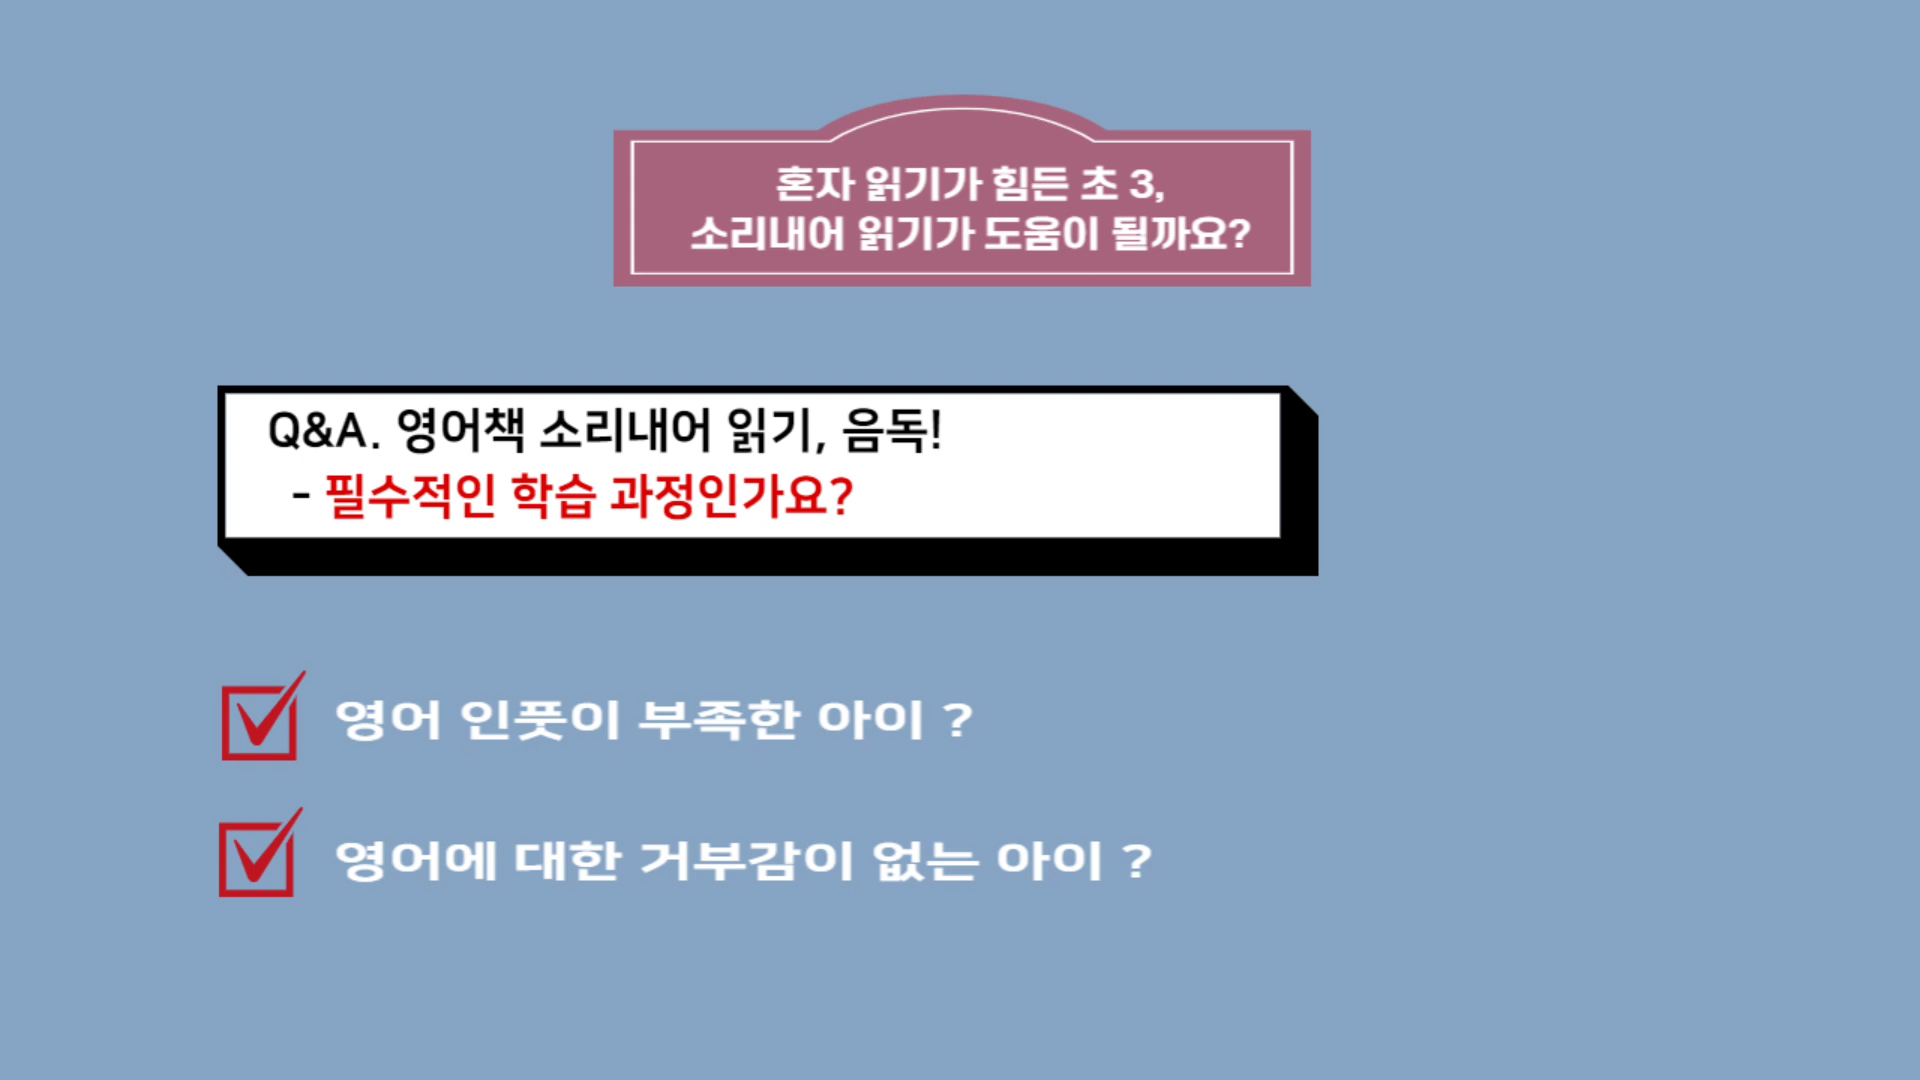 혼자 읽기가 힘든 초 3,
소리내어 읽기가 도움이 될까요?
Q&A. 영어책 소리내어 읽기, 음독!
- 필수적인 학습 과정인가요?
영어 인풋이 부족한 아이 ?
영어에 대한 거부감이 없는 아이 ?